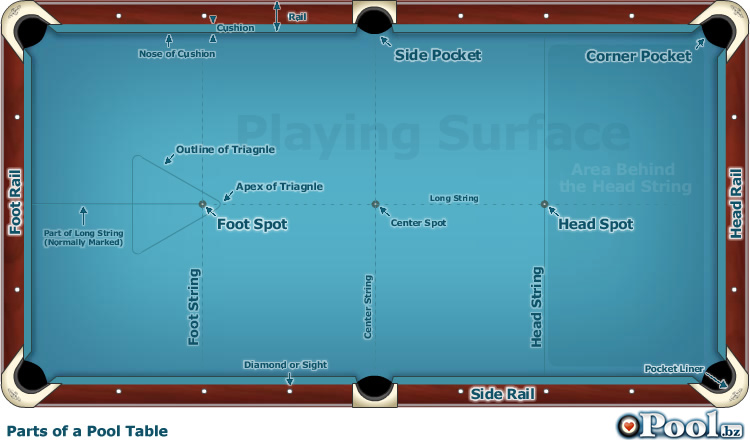 Rail
Cushion
Nose of Cushion
Side Pocket
Corner Pocket
Playing Surface
Outline of Triagnle
Area Behind
the Head String
Apex of Triagnle
Long String
Foot Rail
Head Rail
Part of Long String
(Normally Marked)
Foot Spot
Center Spot
Head Spot
Foot String
Center String
Head String
Diamond or Sight
Pocket Liner
Side Rail
Parts of a Pool Table
Pool.bz